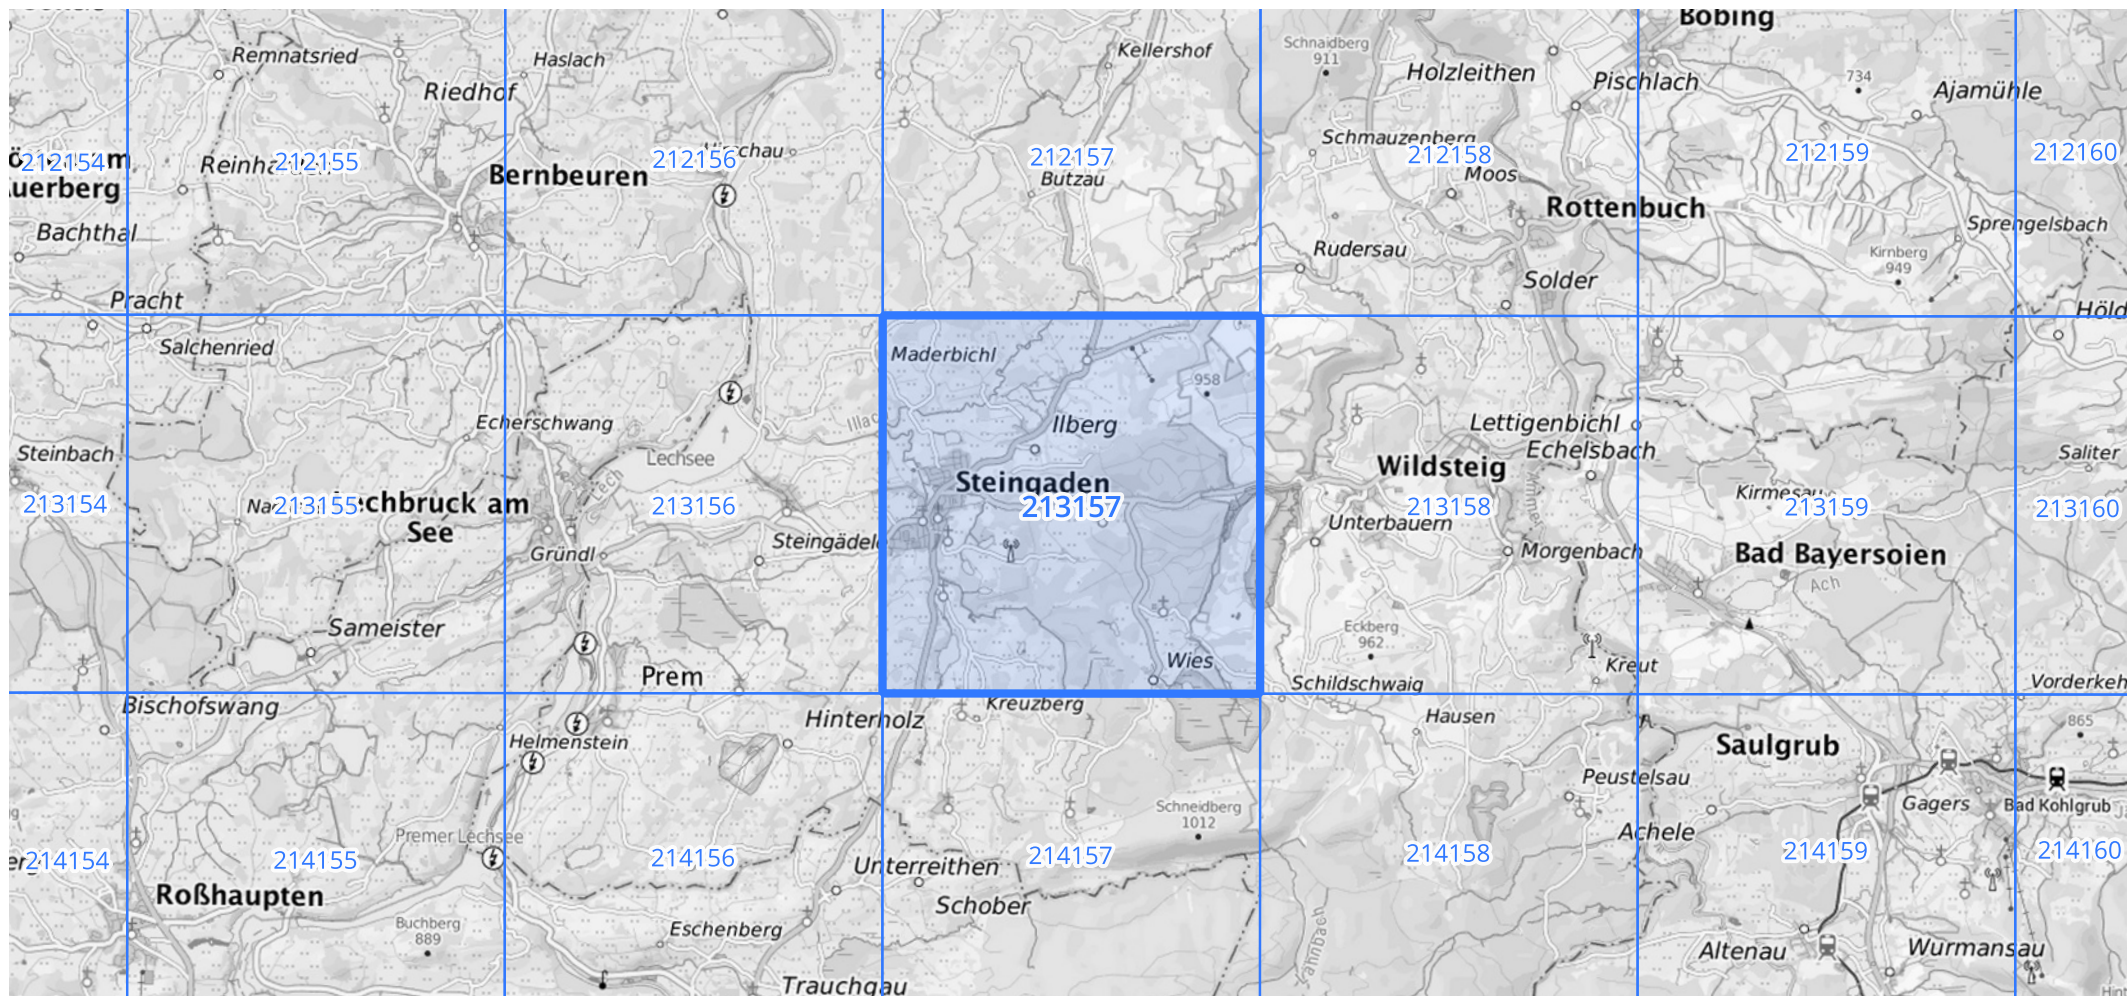 Bobing
Remnatsried
Haslach
Kellershof
Schnaidberg
911
Holzleithen
Pischlach
734
Ajamühle
Riedhof
Schmauzenberg
212154
212155
212156
212157
212158
212159
212160
uerberg
Bernbeuren
Butzau
Moos
Rottenbuch
Bachthal
Rudersau
Sprengelsbach
Kirnberg
949
Solder
Pracht
Höld
Salchenried
Maderbichl
958
Echerschwang
Illac
Ilberg
Lettigenbichl
Echelsbach
Steinbach
Lechsee
Lech
Steingaden
Wildsteig
Saliter
Kirmesau
213154
213155
213156
213157
213158
213159
213160
chbruck am
See
Unterbauern
Gründl
Steingädele
Morgenbach
Bad Bayersoien
Ach
Sameister
Eckberg
962
Prem
Wies
Kreut
Schildschwaig
Vorderkeh
Bischofswang
Hinterholz
Kreuzberg
Hausen
865
Helmenstein
Saulgrub
Peustelsau
Gagers
Bad Kohlgrub
Schneidberg
1012
Achele
Premer Lechsee
214154
214155
214156
214157
214158
214159
214160
Unterreithen
Roßhaupten
Schober
Buchberg
889
Eschenberg
Altenau
Wurmansau
Trauchgau